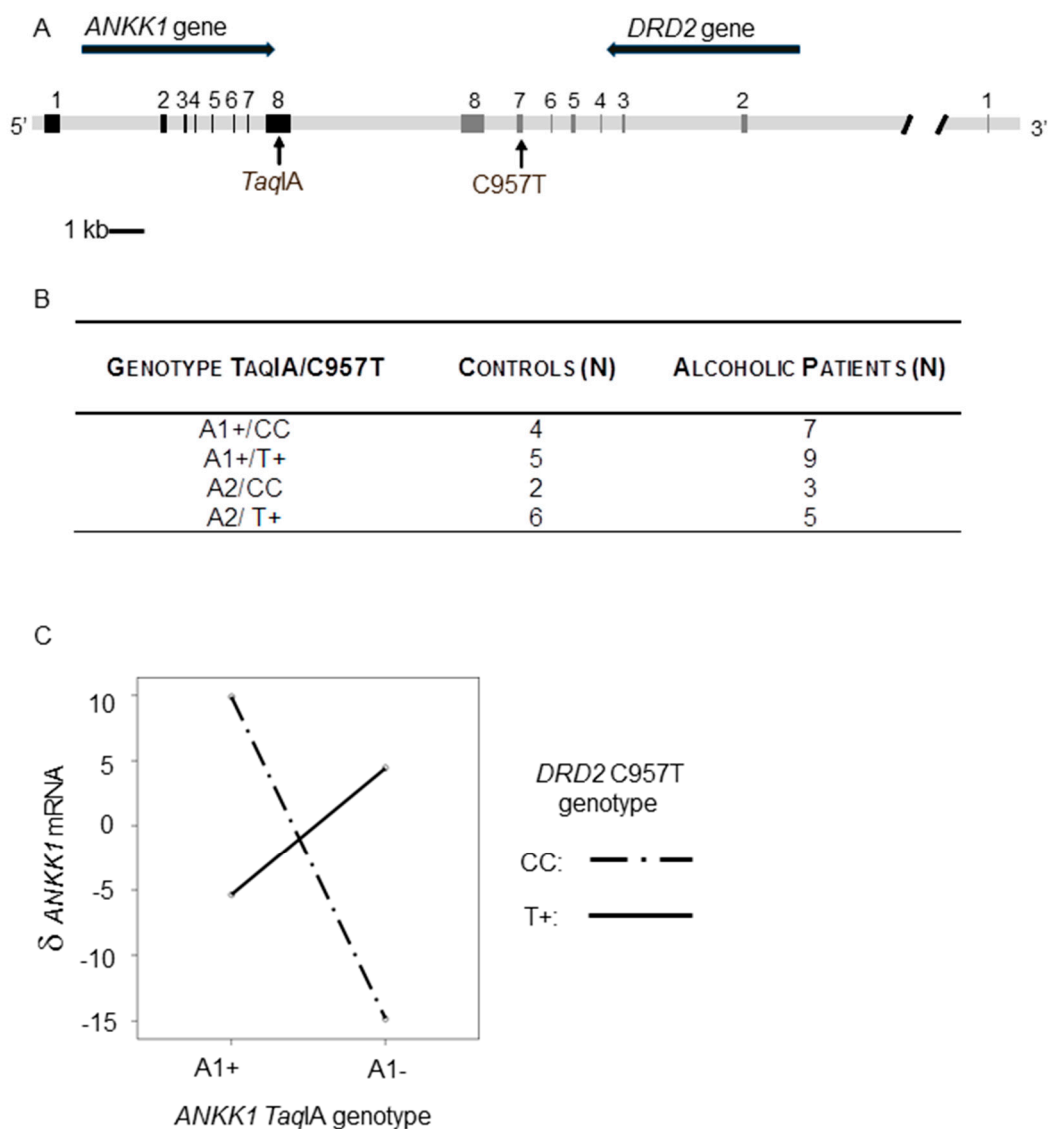 A
ANKK1 gene
DRD2 gene
1 2 3 4 5 6 7 8 8 7 6 5 4 3 2 1
5' 3'
TaqIA
C957T
1 kb
B
GENOTYPE TAQIA/C957T CONTROLS (N) ALCOHOLIC PATIENTS (N)
A1+/CC 4 7
A1+/T+ 5 9
A2/CC 2 3
A2/ T+ 6 5
C
10
5
0
-5
-10
-15
δ ANKK1 mRNA
A1+ A1-
ANKK1 TaqIA genotype
DRD2 C957T
genotype
CC:
T+: